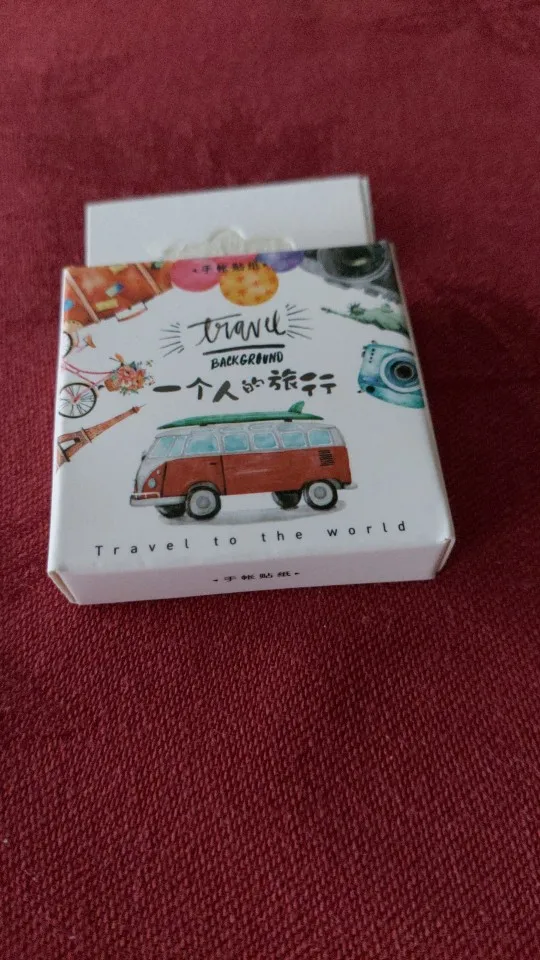 • 手帐贴纸 •
travel
BACKGROUND
一个人的旅行
Travel to the world
• 手帐贴纸 •